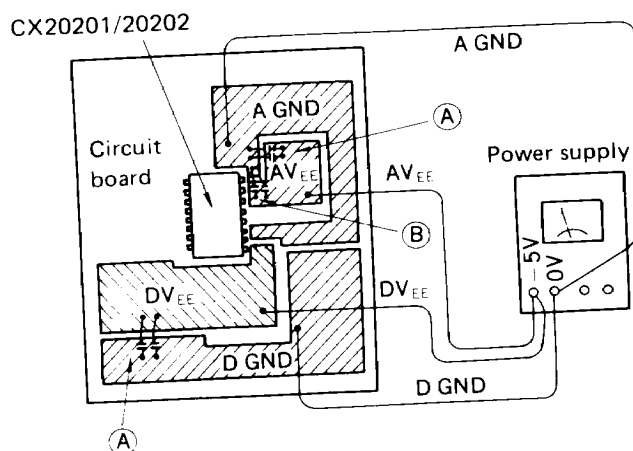 CX20201/20202
A GND
A GND
A
Circuit
board
AVEE
AVEE
Power supply
B
-5V
0V
DVEE
DVEE
D GND
D GND
A